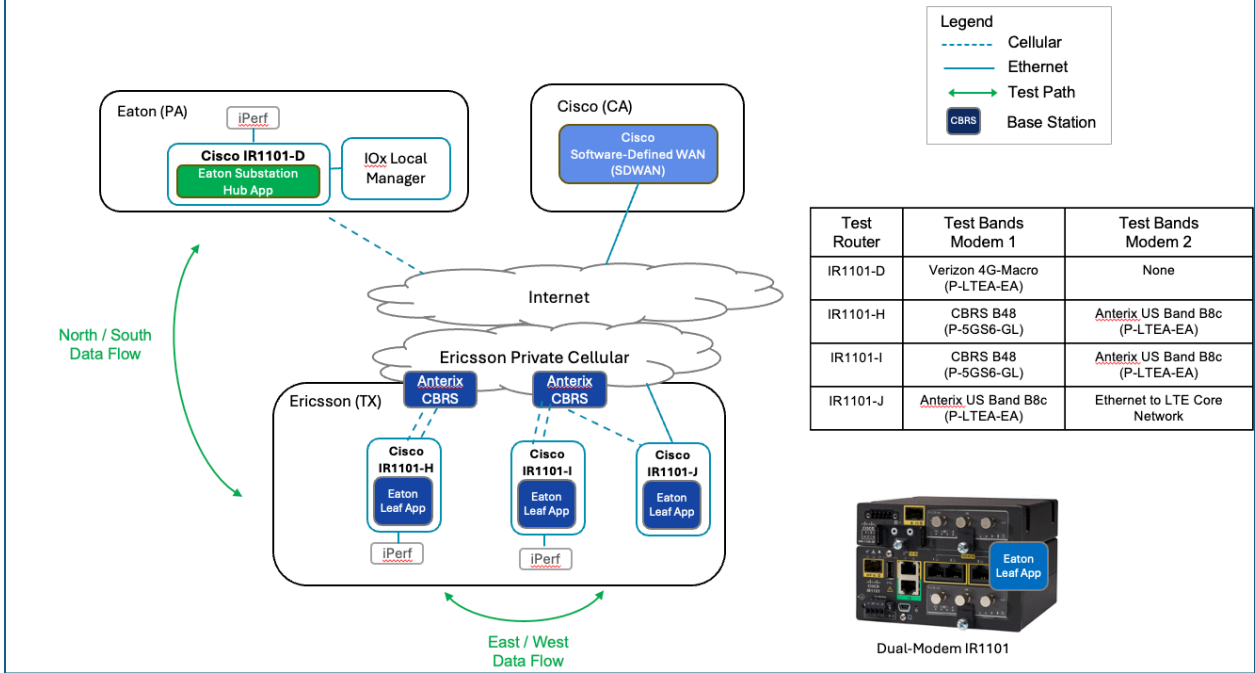 Legend
Cellular
Ethernet
Test Path
CBRS
Base Station
Eaton (PA)
iPerf
Cisco IR1101-D
Eaton Substation
Hub App
IOx Local
Manager
Cisco (CA)
Cisco
Software-Defined WAN
(SDWAN)
Internet
Ericsson Private Cellular
North / South
Data Flow
Ericsson (TX)
Anterix
CBRS
Anterix
CBRS
Cisco
IR1101-H
Eaton
Leaf App
iPerf
Cisco
IR1101-I
Eaton
Leaf App
iPerf
Cisco
IR1101-J
Eaton
Leaf App
East / West
Data Flow
Test
Router
Test Bands
Modem 1
Test Bands
Modem 2
IR1101-D
Verizon 4G-Macro
(P-LTEA-EA)
None
IR1101-H
CBRS B48
(P-5GS6-GL)
Anterix US Band B8c
(P-LTEA-EA)
IR1101-I
CBRS B48
(P-5GS6-GL)
Anterix US Band B8c
(P-LTEA-EA)
IR1101-J
Anterix US Band B8c
(P-LTEA-EA)
Ethernet to LTE Core
Network
Eaton
Leaf App
Dual-Modem IR1101